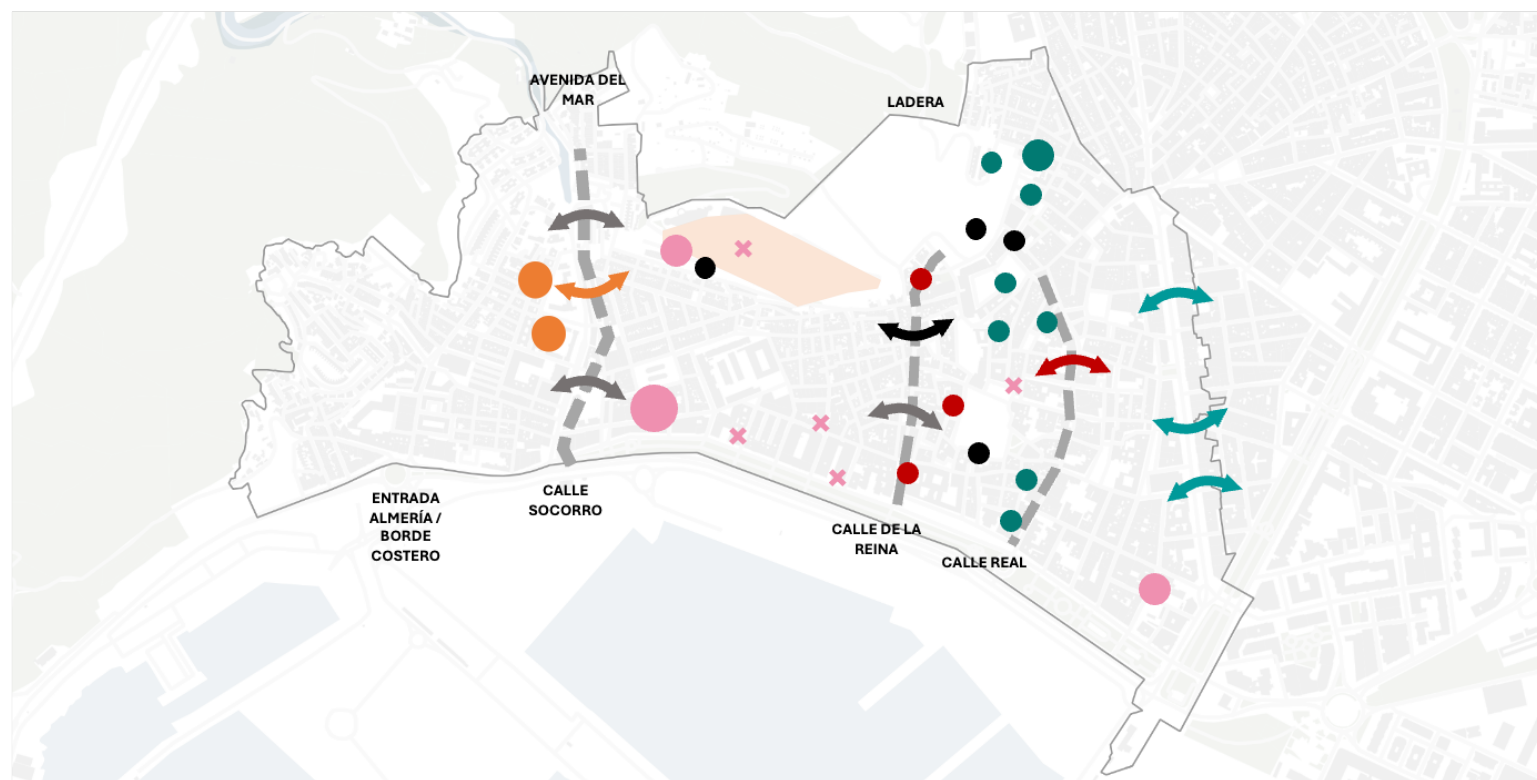 AVENIDA DEL
MAR
LADERA
ENTRADA
ALMERÍA /
BORDE
COSTERO
CALLE
SOCORRO
CALLE DE LA
REINA
CALLE REAL